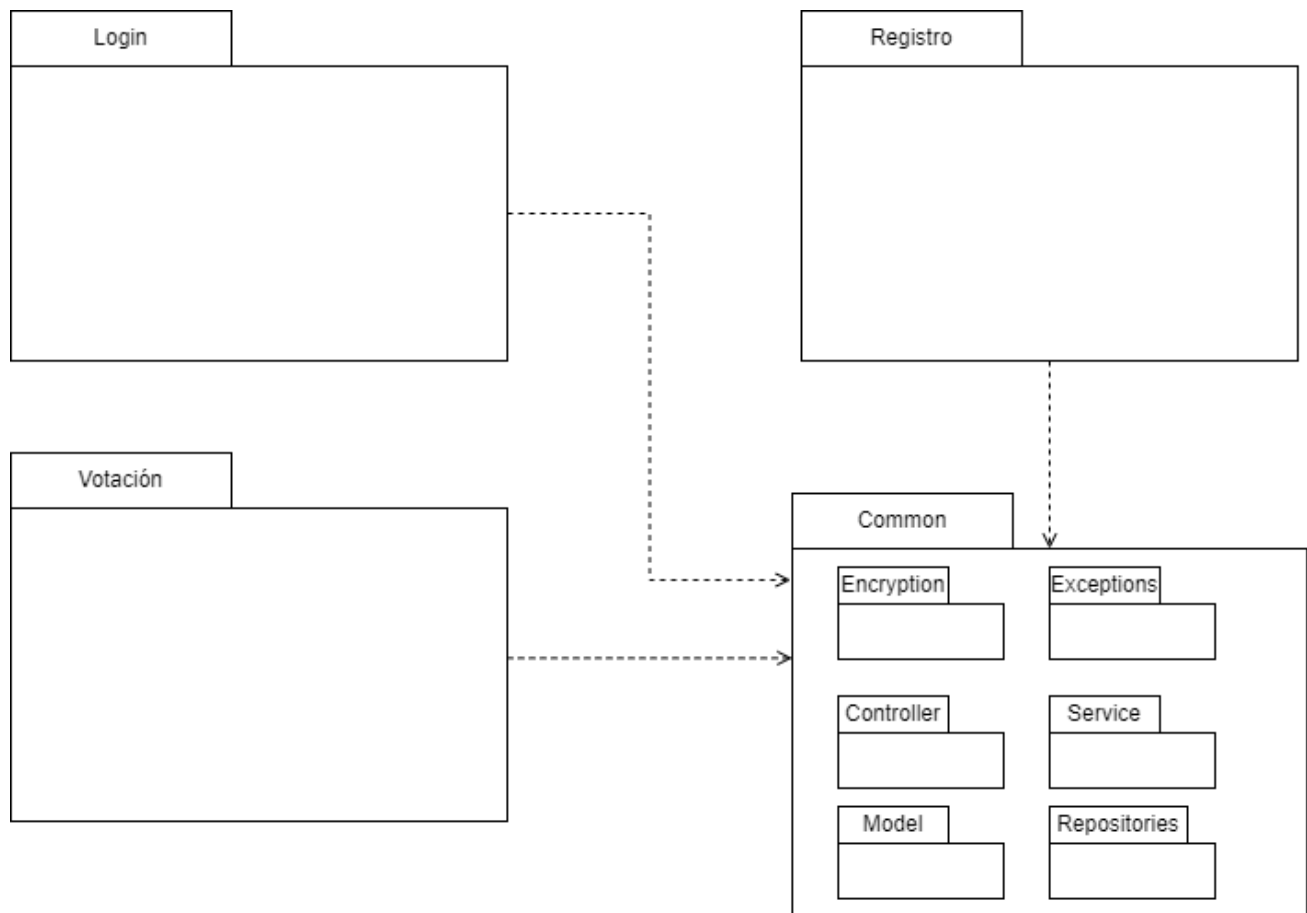 Login
Registro
Votación
Common
Encryption
Exceptions
Controller
Service
Model
Repositories